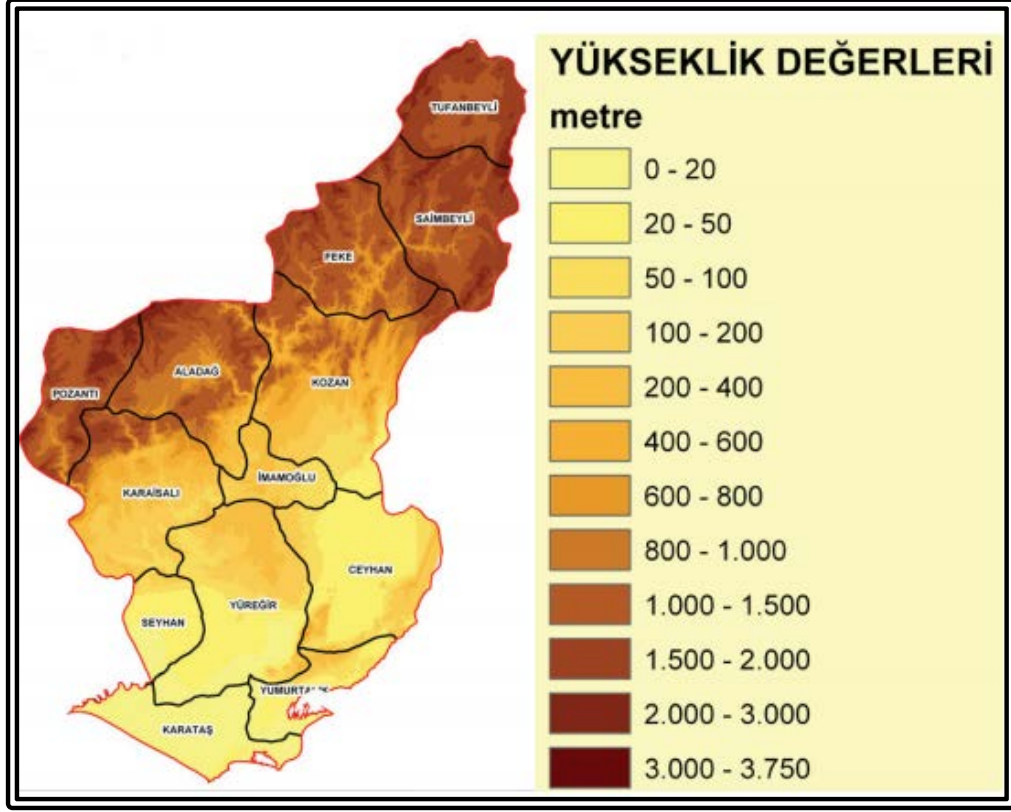 YÜKSEKLİK DEĞERLERİ
metre
0 - 20
20 - 50
50 - 100
100 - 200
200 - 400
400 - 600
600 - 800
800 - 1.000
1.000 - 1.500
1.500 - 2.000
2.000 - 3.000
3.000 - 3.750
TUFANBEYLİ
SAİMBEYLİ
FEKE
ALADAĞ
KOZAN
POZANTI
İMAMOĞLU
KARAİSALI
CEYHAN
YÜREĞİR
SEYHAN
YUMURTALIK
KARATAŞ